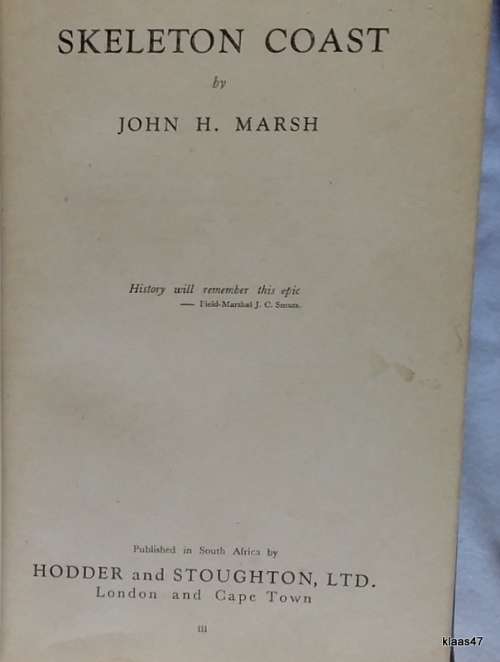 SKELETON COAST
by
JOHN H. MARSH
History will remember this epic
— Field-Marshal J. C. Smuts.
Published in South Africa by
HODDER and STOUGHTON, LTD.
London and Cape Town
iii
klaas47